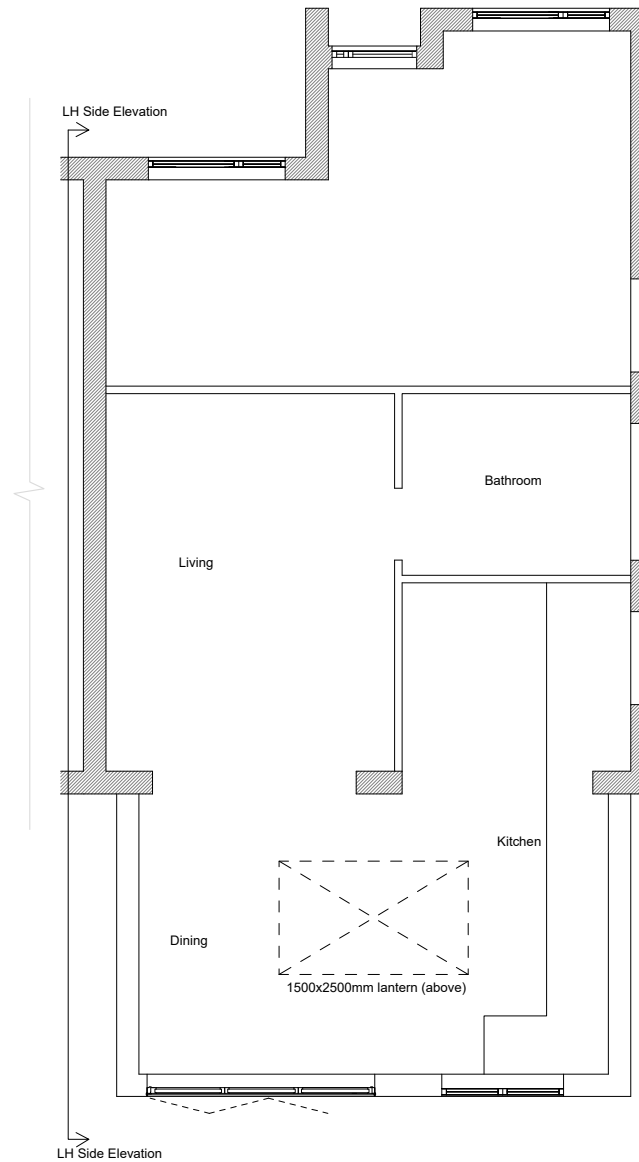 LH Side Elevation
Bathroom
Living
Kitchen
Dining
1500x2500mm lantern (above)
LH Side Elevation